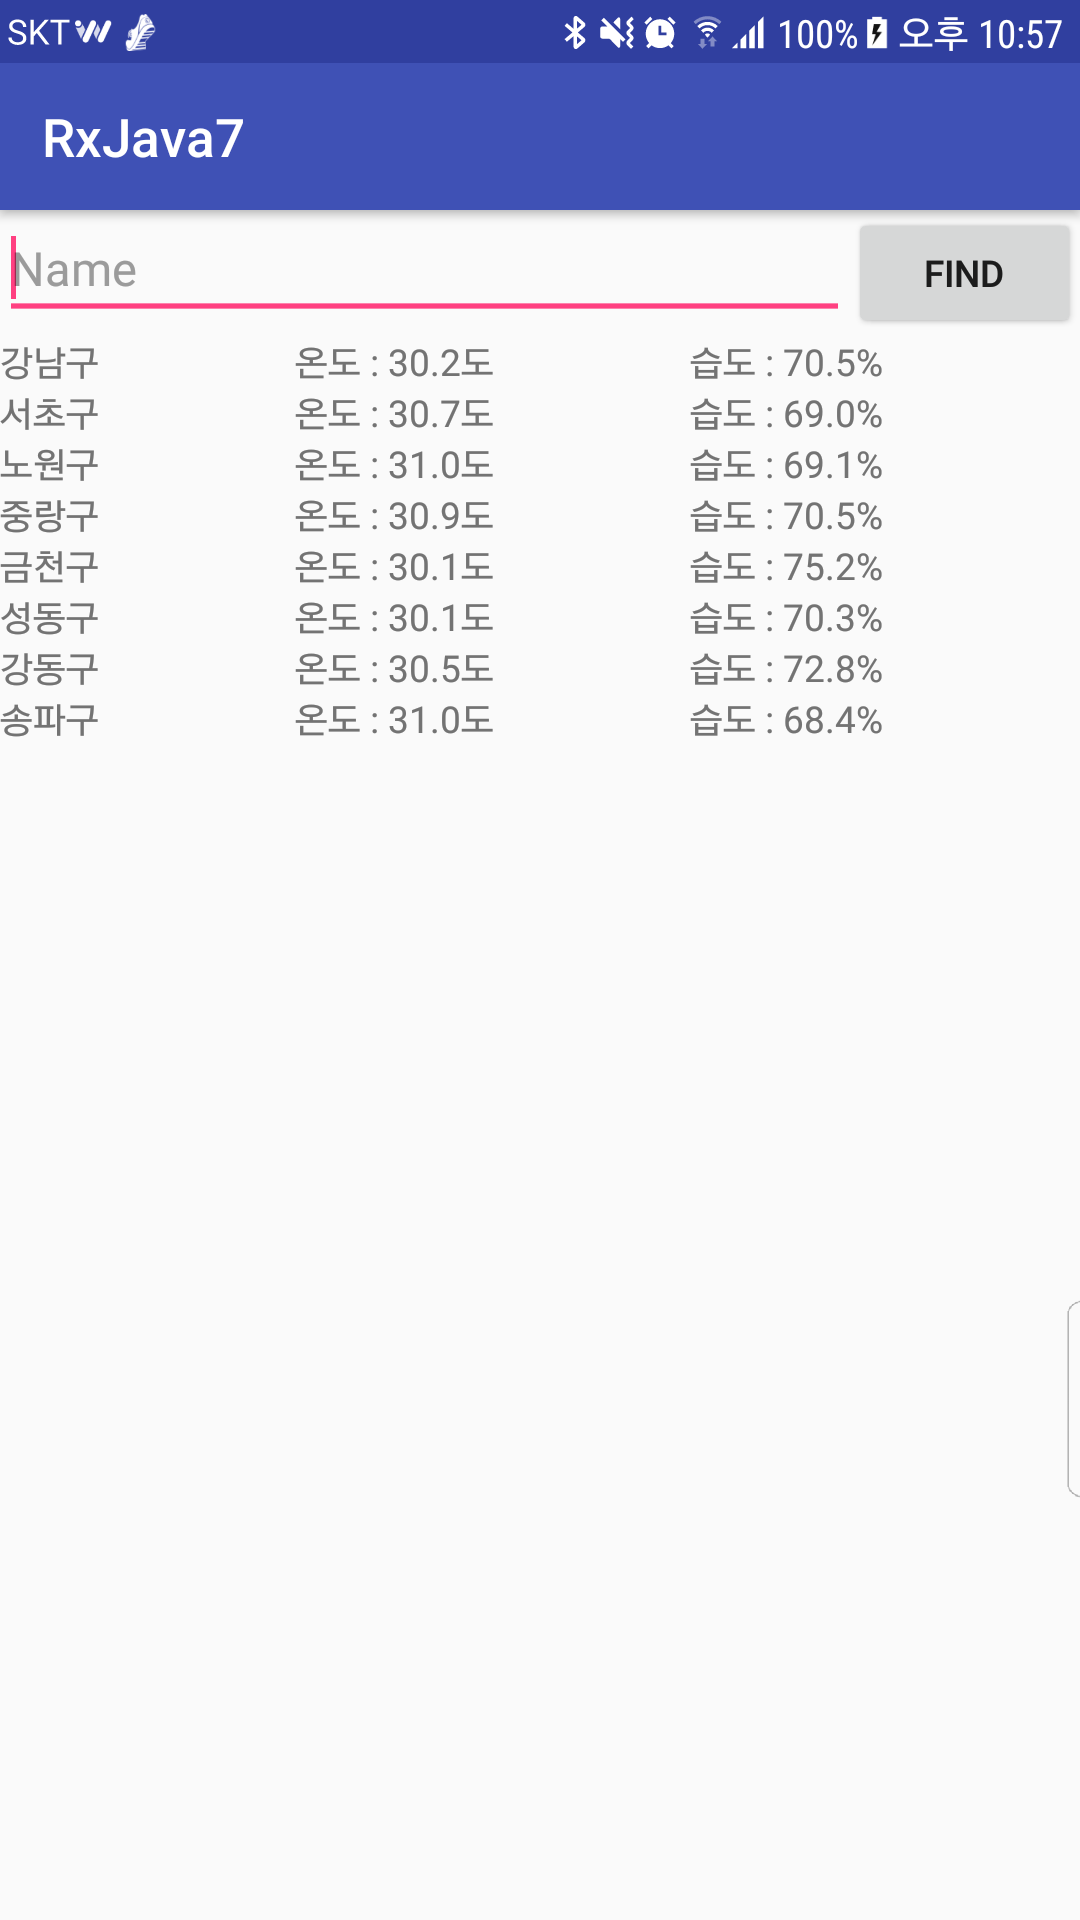 SKT 100% 오후 10:57
RxJava7
Name FIND
강남구 온도 : 30.2도 습도 : 70.5%
서초구 온도 : 30.7도 습도 : 69.0%
노원구 온도 : 31.0도 습도 : 69.1%
중랑구 온도 : 30.9도 습도 : 70.5%
금천구 온도 : 30.1도 습도 : 75.2%
성동구 온도 : 30.1도 습도 : 70.3%
강동구 온도 : 30.5도 습도 : 72.8%
송파구 온도 : 31.0도 습도 : 68.4%